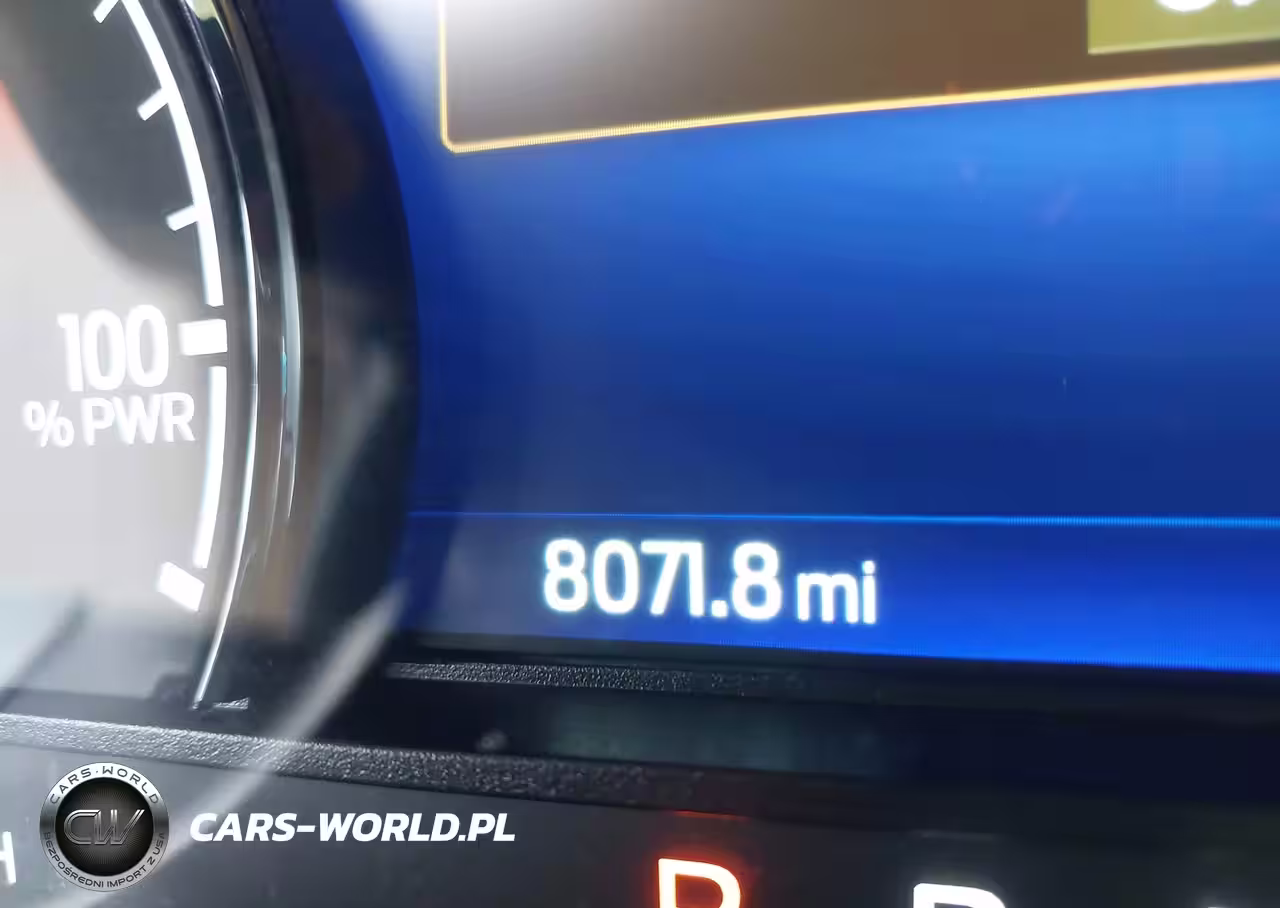 100
% PWR
8071.8 mi
CARS-WORLD
CW
BEZPOŚREDNI IMPORT Z USA
CARS-WORLD.PL
H
P